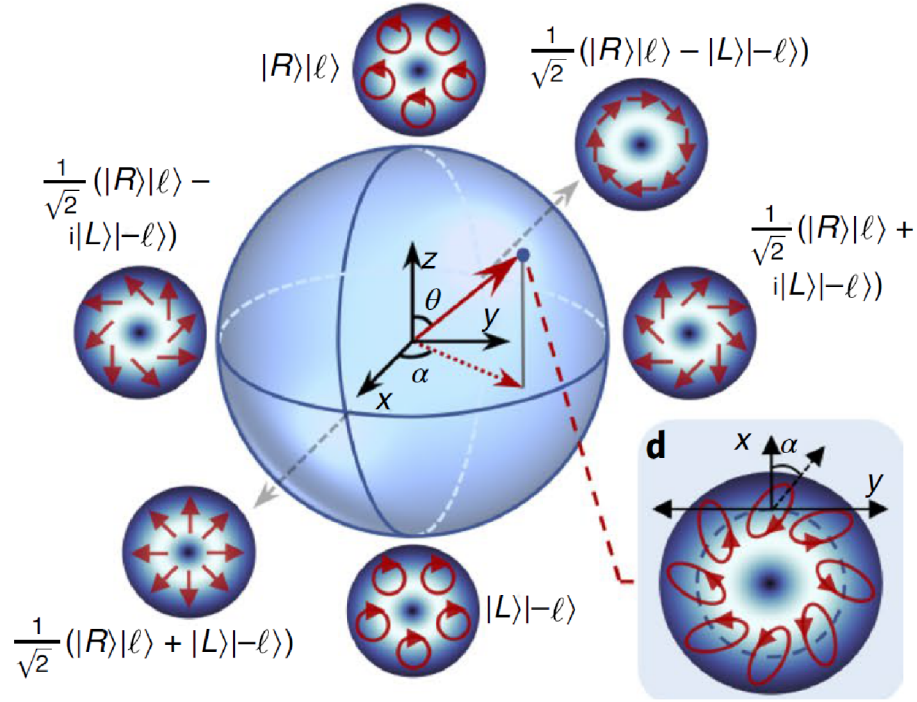 |R⟩|ℓ⟩
1/√2 (|R⟩|ℓ⟩ − |L⟩|−ℓ⟩)
1/√2 (|R⟩|ℓ⟩ −
i|L⟩|−ℓ⟩)
1/√2 (|R⟩|ℓ⟩ +
i|L⟩|−ℓ⟩)
z
θ
y
α
x
d
x
α
y
|L⟩|−ℓ⟩
1/√2 (|R⟩|ℓ⟩ + |L⟩|−ℓ⟩)